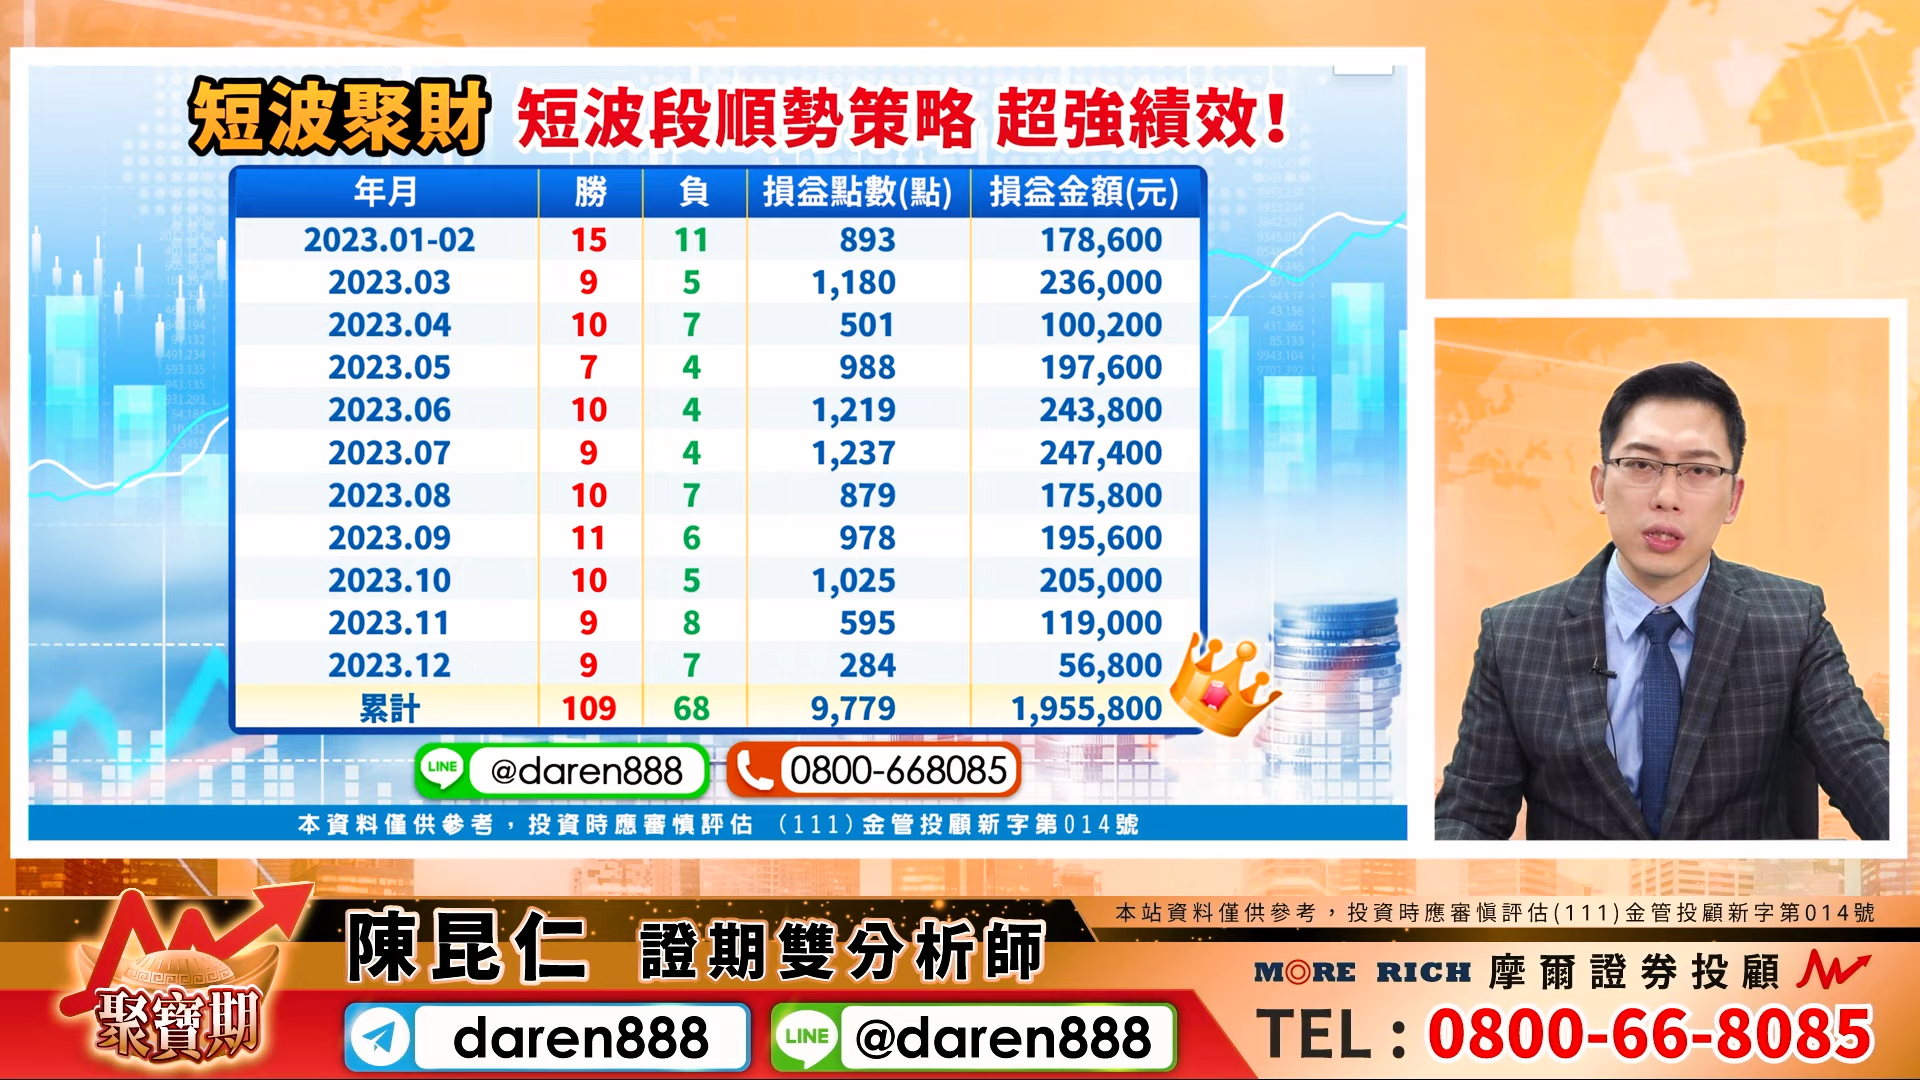 短波聚財 短波段順勢策略 超強績效!
年月 勝 負 損益點數(點) 損益金額(元)
2023.01-02 15 11 893 178,600
2023.03 9 5 1,180 236,000
2023.04 10 7 501 100,200
2023.05 7 4 988 197,600
2023.06 10 4 1,219 243,800
2023.07 9 4 1,237 247,400
2023.08 10 7 879 175,800
2023.09 11 6 978 195,600
2023.10 10 5 1,025 205,000
2023.11 9 8 595 119,000
2023.12 9 7 284 56,800
累計 109 68 9,779 1,955,800
LINE @daren888 0800-668085
本資料僅供參考，投資時應審慎評估 (111)金管投顧新字第014號
聚寶期
陳昆仁 證期雙分析師
daren888 LINE @daren888
本站資料僅供參考，投資時應審慎評估(111)金管投顧新字第014號
MORE RICH 摩爾證券投顧
TEL：0800-66-8085